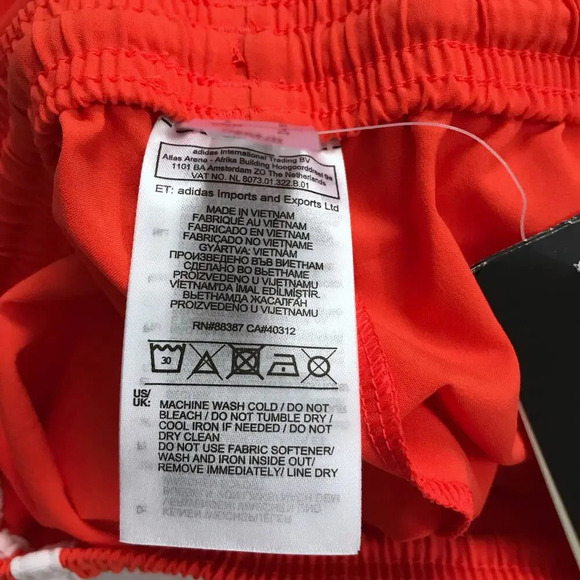 adidas International Trading BV
Atlas Arena - Afrika Building Hoogoorddreef 9a
1101 BA Amsterdam ZO The Netherlands
VAT NO. NL 8073.01.322.B.01
ET: adidas Imports and Exports Ltd
MADE IN VIETNAM
FABRIQUÉ AU VIÊTNAM
FABRICADO EN VIETNAM
FABRICADO NO VIETNAME
GYÁRTVA: VIETNAM
ПРОИЗВЕДЕНО ВЪВ ВИЕТНАМ
СДЕЛАНО ВО ВЬЕТНАМЕ
PROIZVEDENO U VIJETNAMU
VİETNAM'DA İMAL EDİLMİŞTİR.
ВЬЕТНАМДА ЖАСАЛҒАН
PROIZVEDENO U VIJETNAMU
RN#88387 CA#40312
30
US/
UK:
MACHINE WASH COLD / DO NOT
BLEACH / DO NOT TUMBLE DRY /
COOL IRON IF NEEDED / DO NOT
DRY CLEAN
DO NOT USE FABRIC SOFTENER/
WASH AND IRON INSIDE OUT/
REMOVE IMMEDIATELY/ LINE DRY